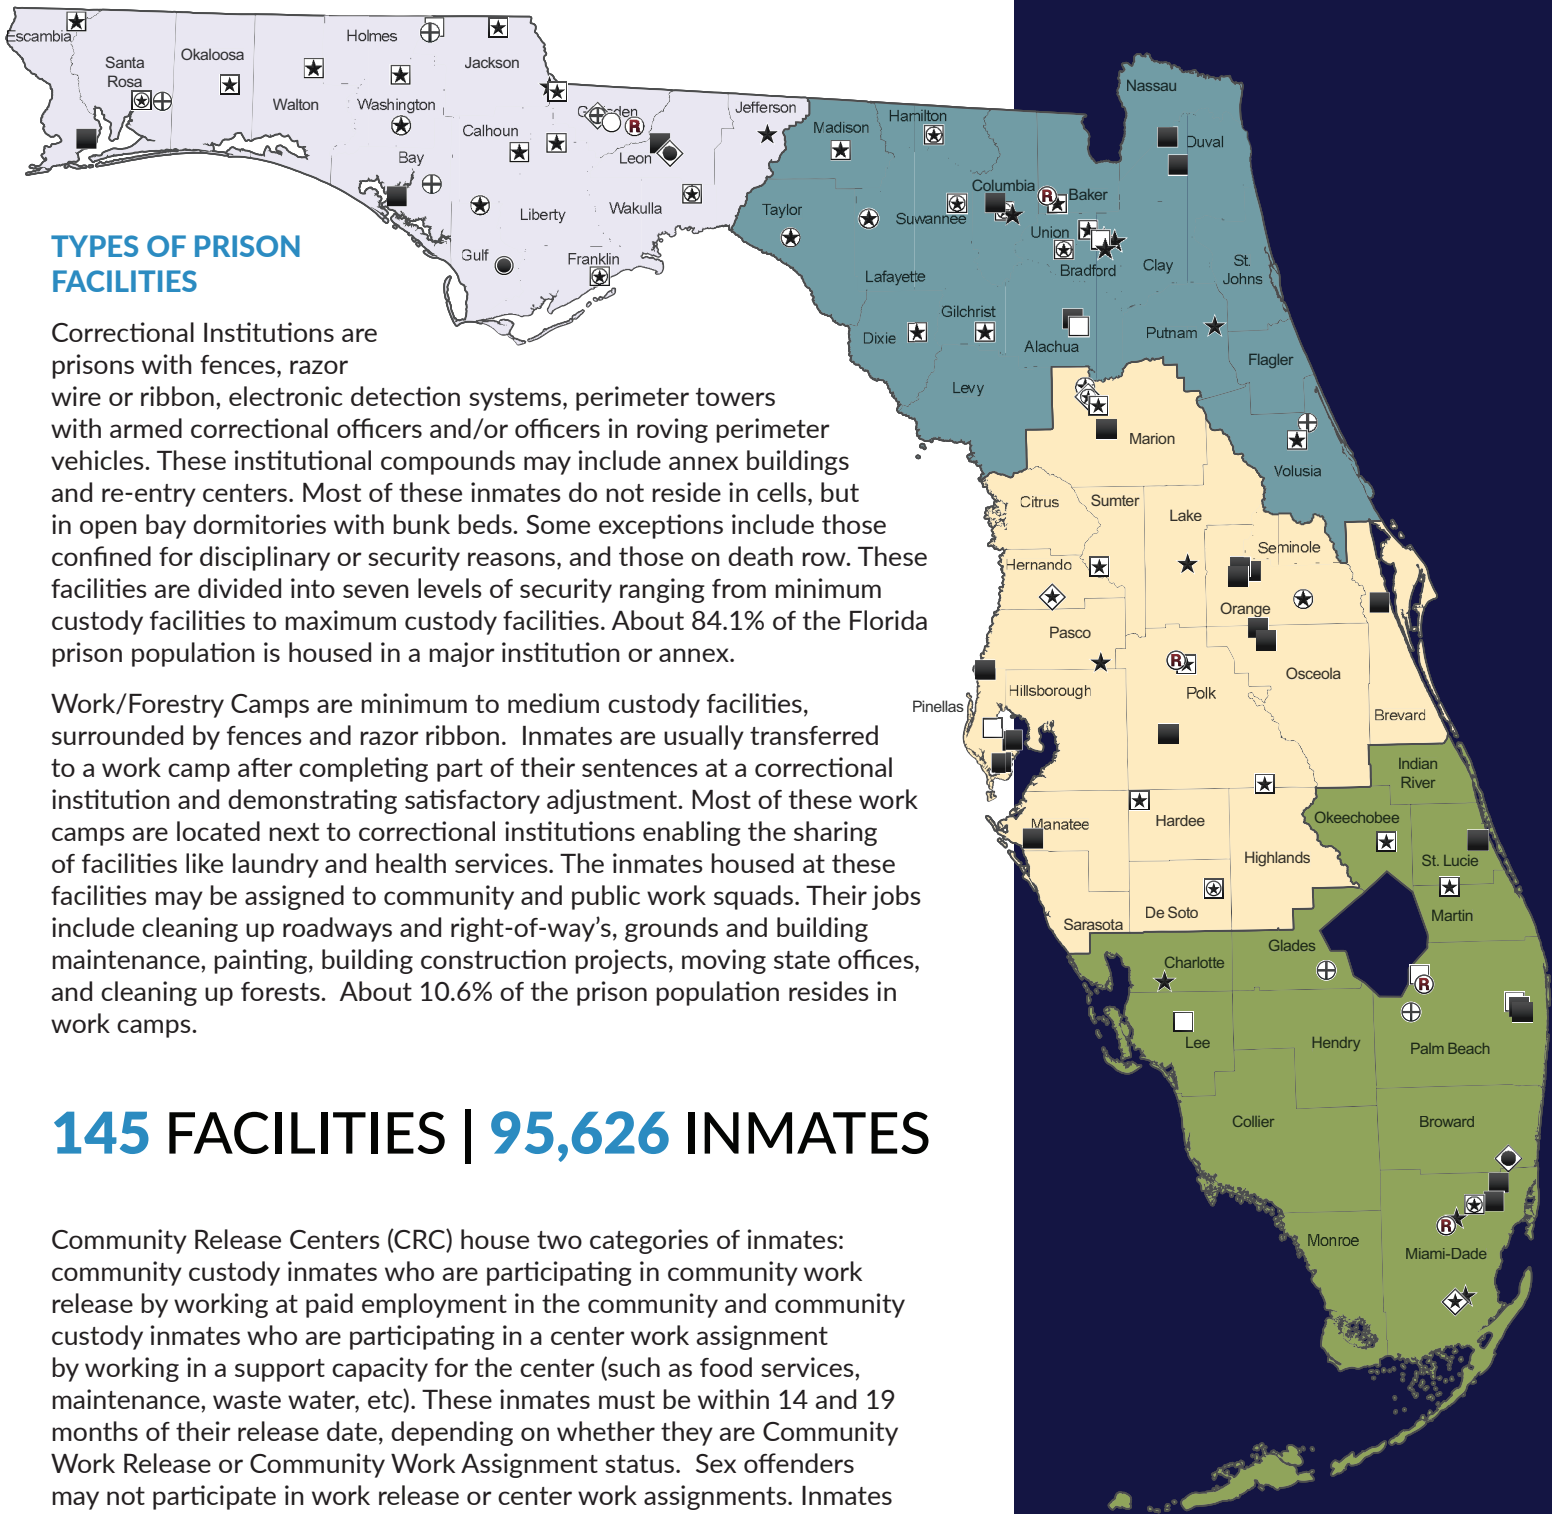 Escambia
Santa
Rosa
Okaloosa
Holmes
Walton
Washington
Jackson
Calhoun
Bay
Gulf
Liberty
Franklin
Leon
Wakulla
Jefferson
R
Madison
Hamilton
Taylor
Suwannee
Columbia
R
Baker
Union
Bradford
Nassau
Duval
Clay
St.
Johns
Lafayette
Dixie
Gilchrist
Alachua
Putnam
Flagler
Levy
Marion
Volusia
Citrus
Sumter
Lake
Seminole
Hernando
Orange
Pasco
Osceola
R
Hillsborough
Polk
Pinellas
Brevard
Indian
River
Manatee
Hardee
Okeechobee
Highlands
St. Lucie
De Soto
Sarasota
Martin
Glades
Charlotte
R
Lee
Hendry
Palm Beach
Collier
Broward
R
Monroe
Miami-Dade
TYPES OF PRISON
FACILITIES
Correctional Institutions are
prisons with fences, razor
wire or ribbon, electronic detection systems, perimeter towers
with armed correctional officers and/or officers in roving perimeter
vehicles. These institutional compounds may include annex buildings
and re-entry centers. Most of these inmates do not reside in cells, but
in open bay dormitories with bunk beds. Some exceptions include those
confined for disciplinary or security reasons, and those on death row. These
facilities are divided into seven levels of security ranging from minimum
custody facilities to maximum custody facilities. About 84.1% of the Florida
prison population is housed in a major institution or annex.
Work/Forestry Camps are minimum to medium custody facilities,
surrounded by fences and razor ribbon. Inmates are usually transferred
to a work camp after completing part of their sentences at a correctional
institution and demonstrating satisfactory adjustment. Most of these work
camps are located next to correctional institutions enabling the sharing
of facilities like laundry and health services. The inmates housed at these
facilities may be assigned to community and public work squads. Their jobs
include cleaning up roadways and right-of-way's, grounds and building
maintenance, painting, building construction projects, moving state offices,
and cleaning up forests. About 10.6% of the prison population resides in
work camps.
145 FACILITIES | 95,626 INMATES
Community Release Centers (CRC) house two categories of inmates:
community custody inmates who are participating in community work
release by working at paid employment in the community and community
custody inmates who are participating in a center work assignment
by working in a support capacity for the center (such as food services,
maintenance, waste water, etc). These inmates must be within 14 and 19
months of their release date, depending on whether they are Community
Work Release or Community Work Assignment status. Sex offenders
may not participate in work release or center work assignments. Inmates